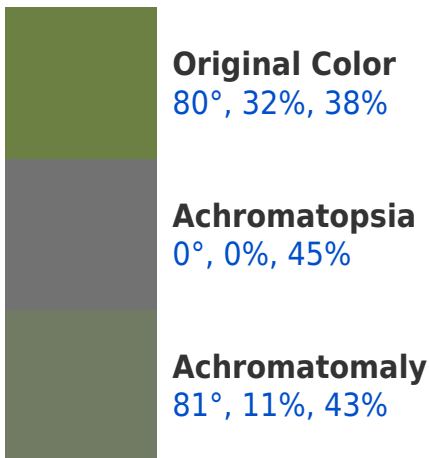 Original Color
80°, 32%, 38%
Achromatopsia
0°, 0%, 45%
Achromatomaly
81°, 11%, 43%